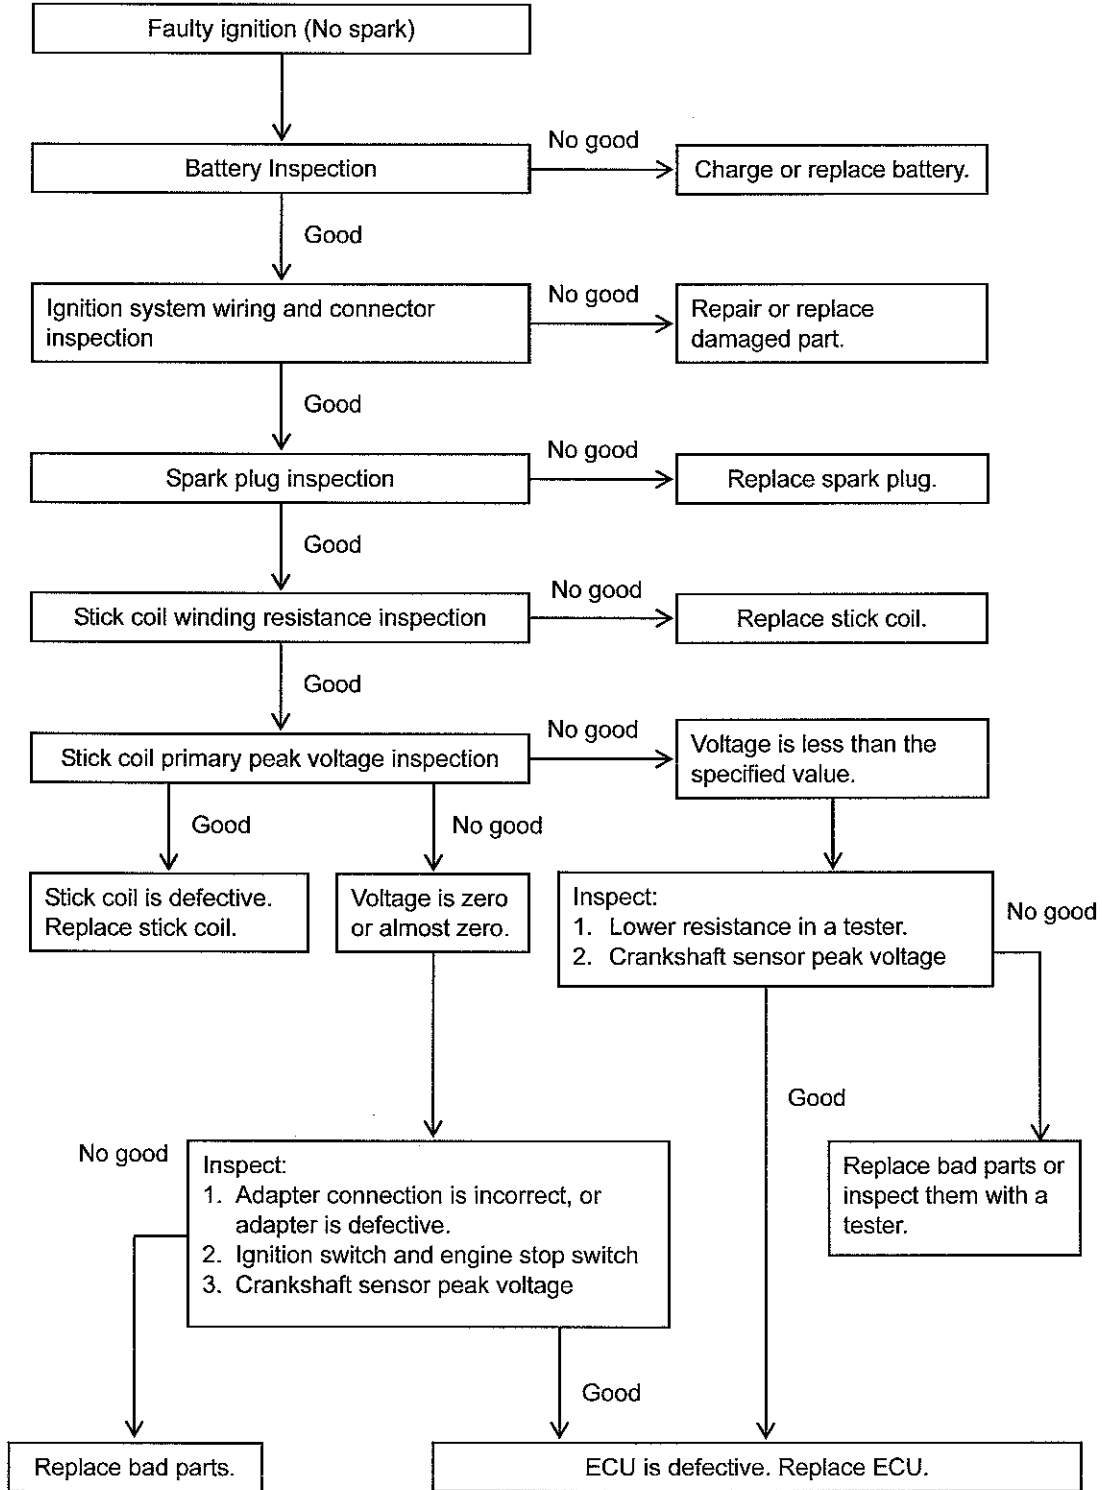 Faulty ignition (No spark)
No good
Battery Inspection
Charge or replace battery.
Good
Ignition system wiring and connector
inspection
No good
Repair or replace
damaged part.
Good
No good
Spark plug inspection
Replace spark plug.
Good
No good
Stick coil winding resistance inspection
Replace stick coil.
Good
No good
Stick coil primary peak voltage inspection
Voltage is less than the
specified value.
Good
No good
Stick coil is defective.
Replace stick coil.
Voltage is zero
or almost zero.
Inspect:
1. Lower resistance in a tester.
2. Crankshaft sensor peak voltage
No good
Good
No good
Inspect:
1. Adapter connection is incorrect, or
adapter is defective.
2. Ignition switch and engine stop switch
3. Crankshaft sensor peak voltage
Replace bad parts or
inspect them with a
tester.
Good
Replace bad parts.
ECU is defective. Replace ECU.